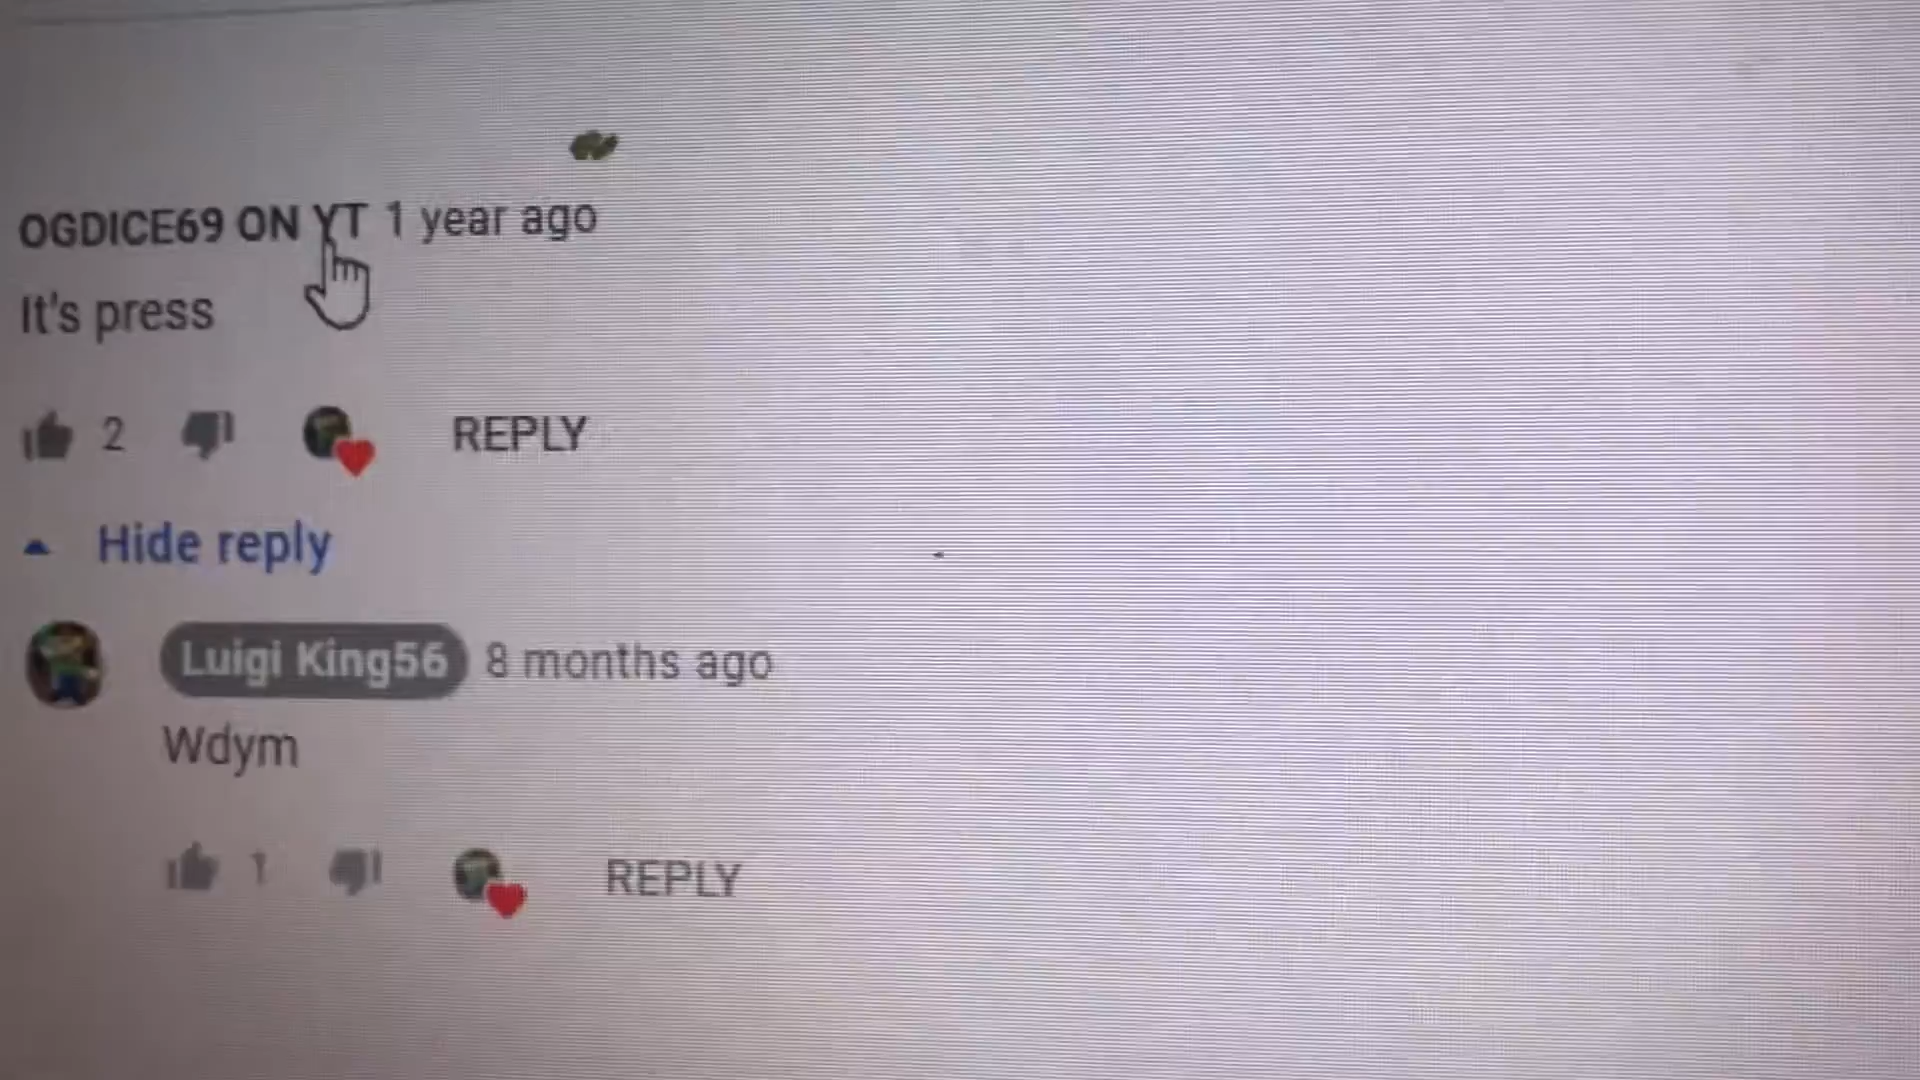 OGDICE69 ON YT 1 year ago
It's press
2 REPLY
Hide reply
Luigi King56 8 months ago
Wdym
1 REPLY